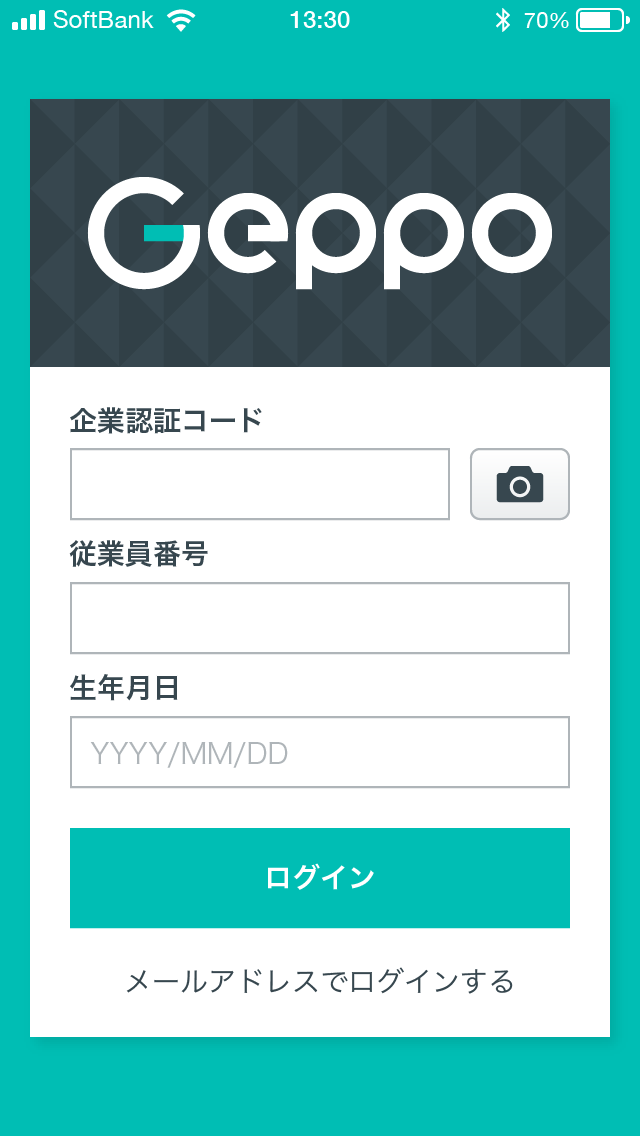 SoftBank 13:30 70%
Geppo
企業認証コード
従業員番号
生年月日
YYYY/MM/DD
ログイン
メールアドレスでログインする